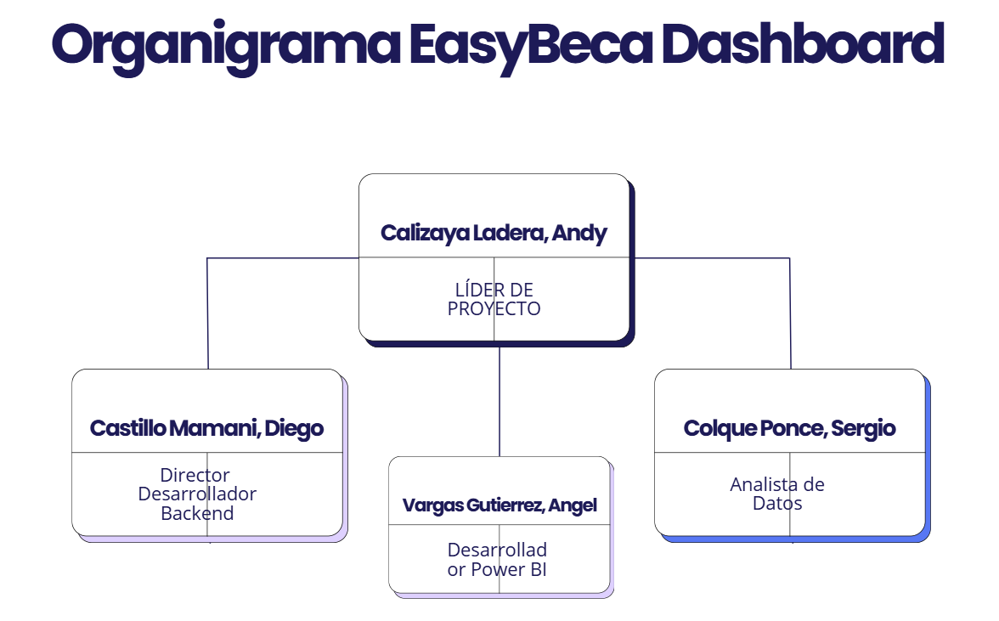 Organigrama EasyBeca Dashboard
Calizaya Ladera, Andy
LÍDER DE
PROYECTO
Castillo Mamani, Diego
Director
Desarrollador
Backend
Vargas Gutierrez, Angel
Desarrollad
or Power BI
Colque Ponce, Sergio
Analista de
Datos